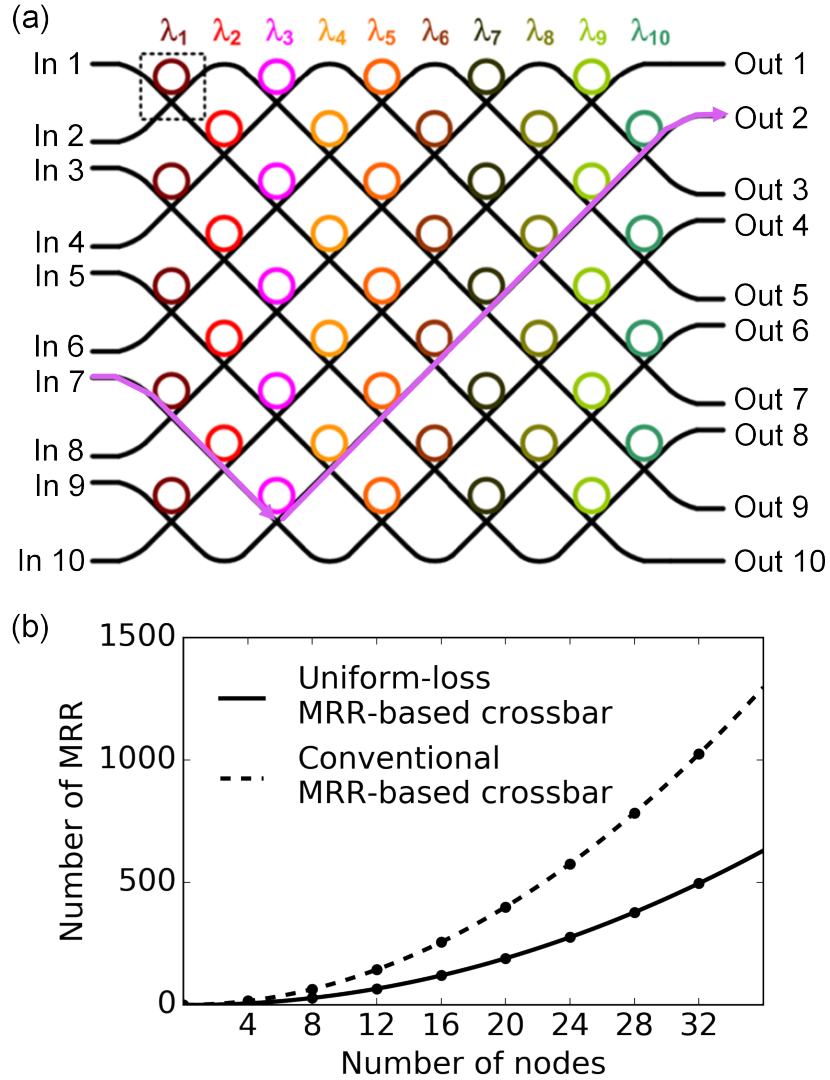 (a)
λ1 λ2 λ3 λ4 λ5 λ6 λ7 λ8 λ9 λ10
In 1
Out 1
In 2
Out 2
In 3
Out 3
In 4
Out 4
In 5
Out 5
In 6
Out 6
In 7
Out 7
In 8
Out 8
In 9
Out 9
In 10
Out 10
(b)
1500
1000
500
0
Number of MRR
Uniform-loss
MRR-based crossbar
Conventional
MRR-based crossbar
4 8 12 16 20 24 28 32
Number of nodes